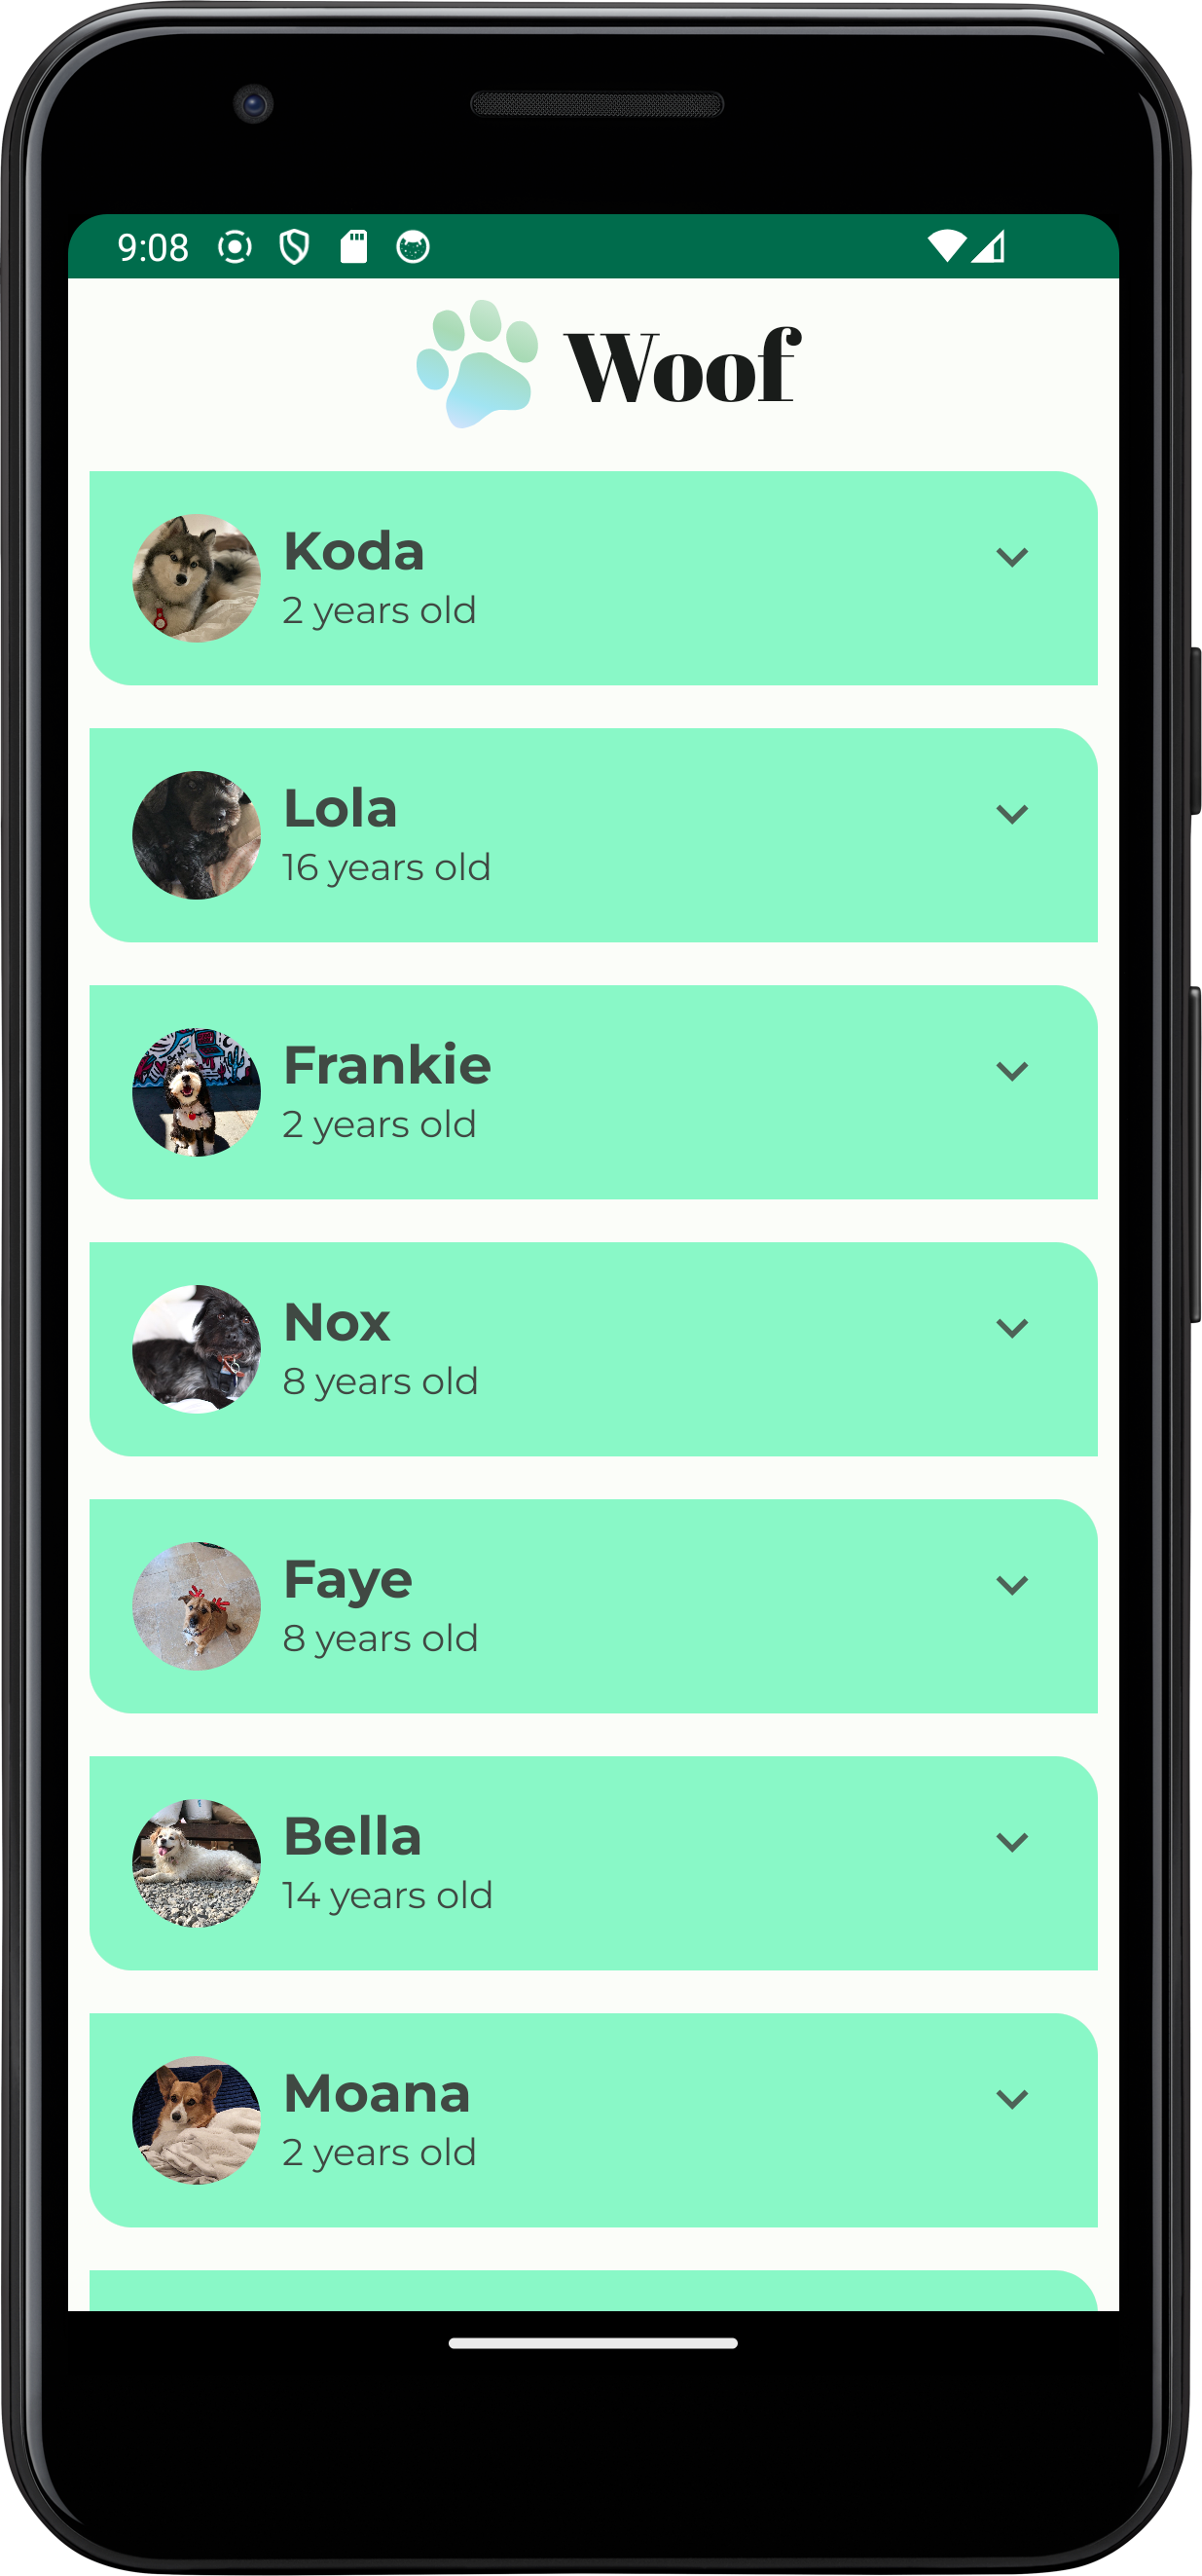 9:08
Woof
Koda
2 years old
Lola
16 years old
Frankie
2 years old
Nox
8 years old
Faye
8 years old
Bella
14 years old
Moana
2 years old